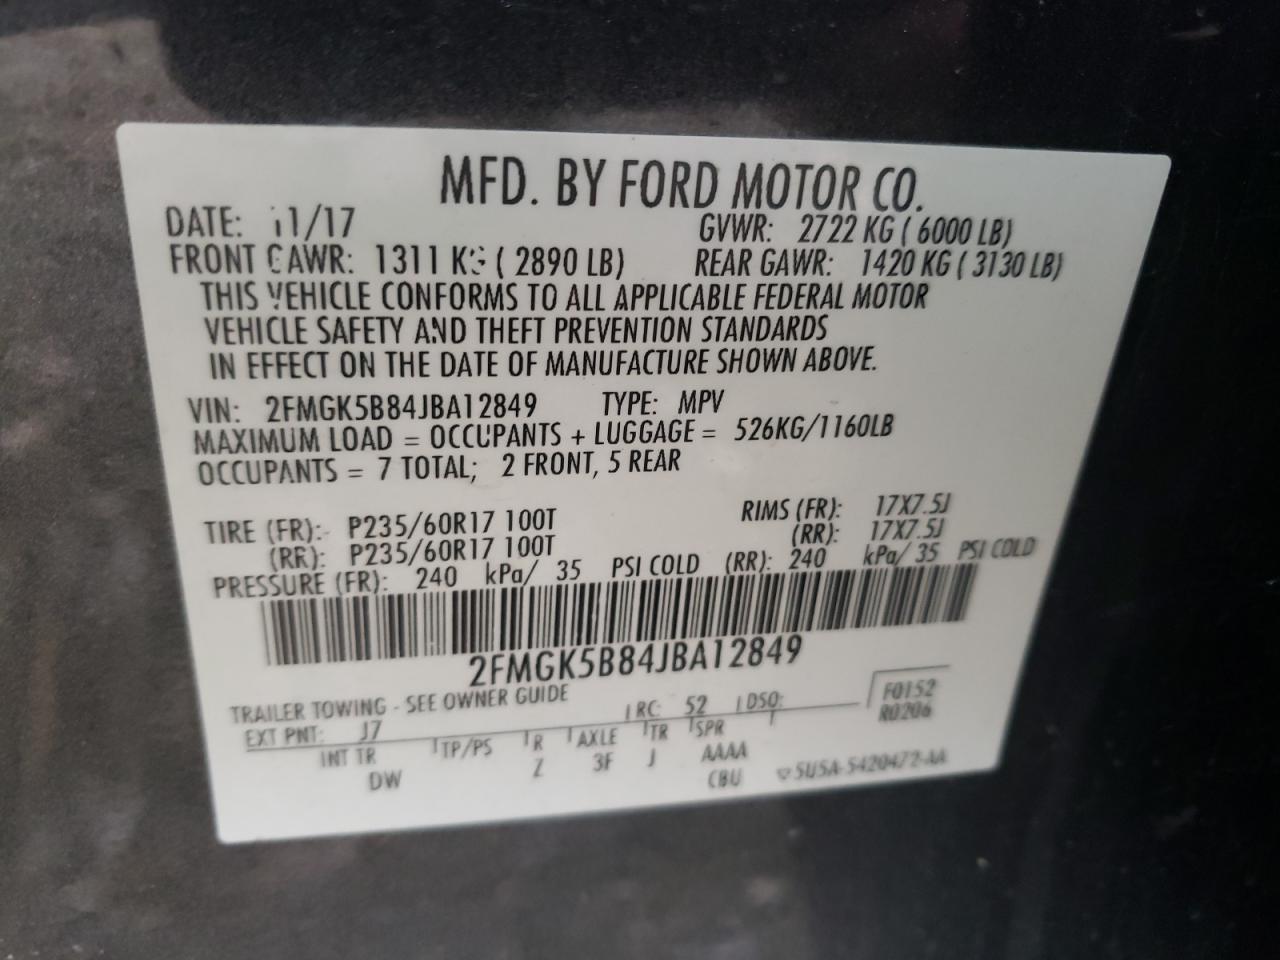 MFD. BY FORD MOTOR CO.
DATE: 11/17 GVWR: 2722 KG ( 6000 LB)
FRONT GAWR: 1311 KG ( 2890 LB) REAR GAWR: 1420 KG ( 3130 LB)
THIS VEHICLE CONFORMS TO ALL APPLICABLE FEDERAL MOTOR
VEHICLE SAFETY AND THEFT PREVENTION STANDARDS
IN EFFECT ON THE DATE OF MANUFACTURE SHOWN ABOVE.
VIN: 2FMGK5B84JBA12849 TYPE: MPV
MAXIMUM LOAD = OCCUPANTS + LUGGAGE = 526KG/1160LB
OCCUPANTS = 7 TOTAL; 2 FRONT, 5 REAR
TIRE (FR): P235/60R17 100T RIMS (FR): 17X7.5J
(RR): P235/60R17 100T (RR): 17X7.5J
PRESSURE (FR): 240 kPa/ 35 PSI COLD (RR): 240 kPa/ 35 PSI COLD
2FMGK5B84JBA12849
TRAILER TOWING - SEE OWNER GUIDE
EXT PNT: J7 RC: 52 DSO: F0152
R0206
INT TR TP/PS R AXLE TR SPR
DW Z 3F J AAAA
CBU 5U5A-5420472-AA